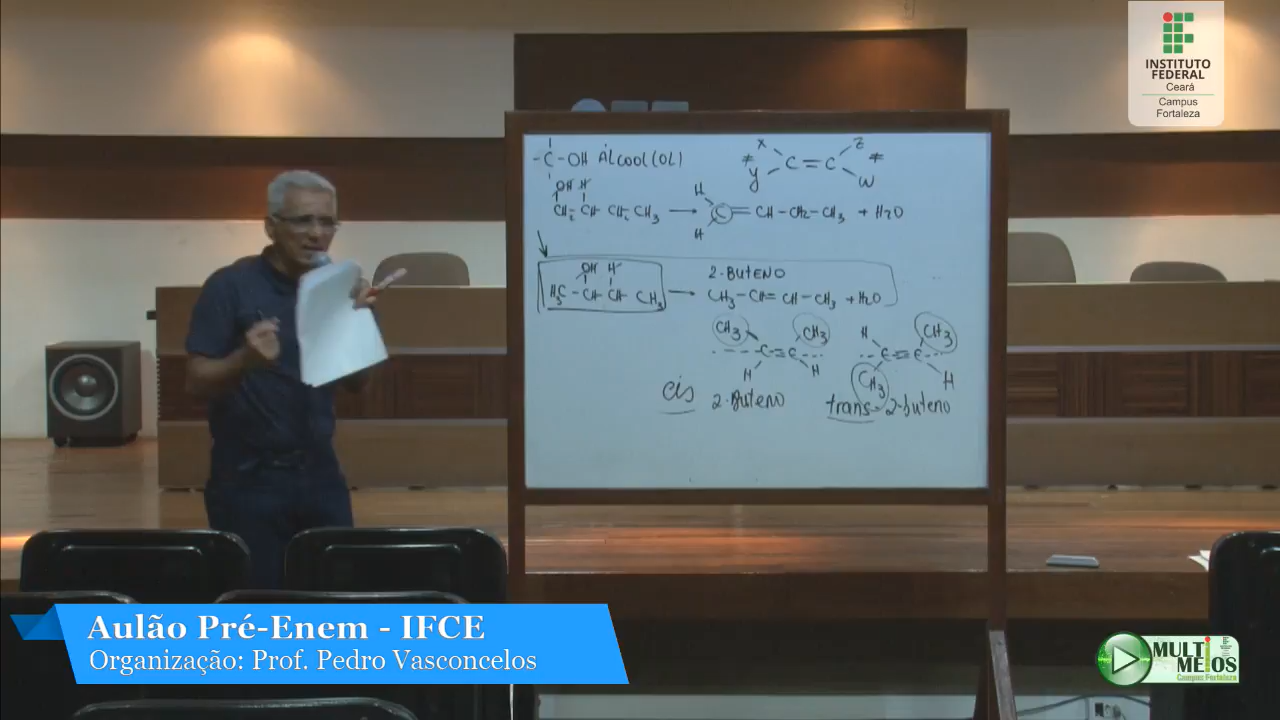 INSTITUTO
FEDERAL
Ceará
Campus
Fortaleza
-C-OH Álcool (OL)
X Z
* C=C *
y W
OH H
CH2-CH-CH2 CH3 → C=CH-CH2-CH3 + H2O
H
H
OH H
H3C-CH-CH-CH3 → CH3-CH=CH-CH3 + H2O
2-BUTENO
CH3 CH3 H CH3
C=C C=C
H H CH3 H
cis 2-BUTENO trans-2-buteno
Aulão Pré-Enem - IFCE
Organização: Prof. Pedro Vasconcelos
MULTIMEIOS
Campus Fortaleza